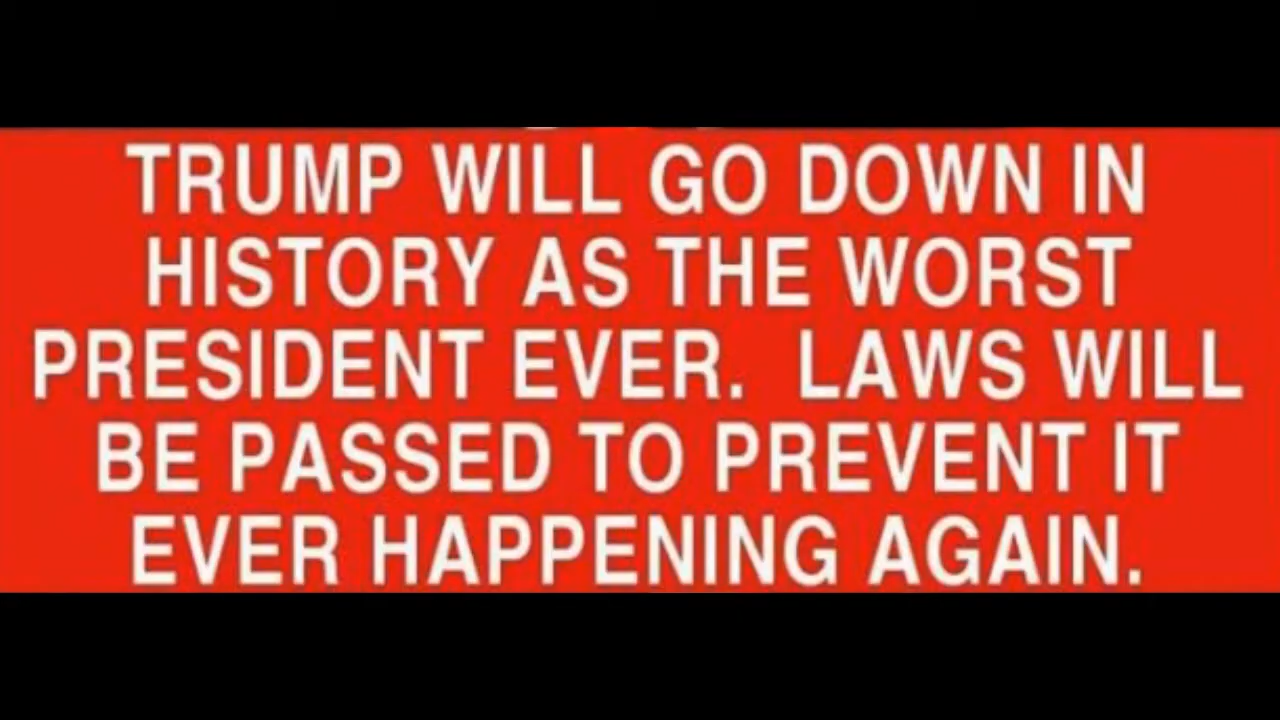 TRUMP WILL GO DOWN IN
HISTORY AS THE WORST
PRESIDENT EVER. LAWS WILL
BE PASSED TO PREVENT IT
EVER HAPPENING AGAIN.